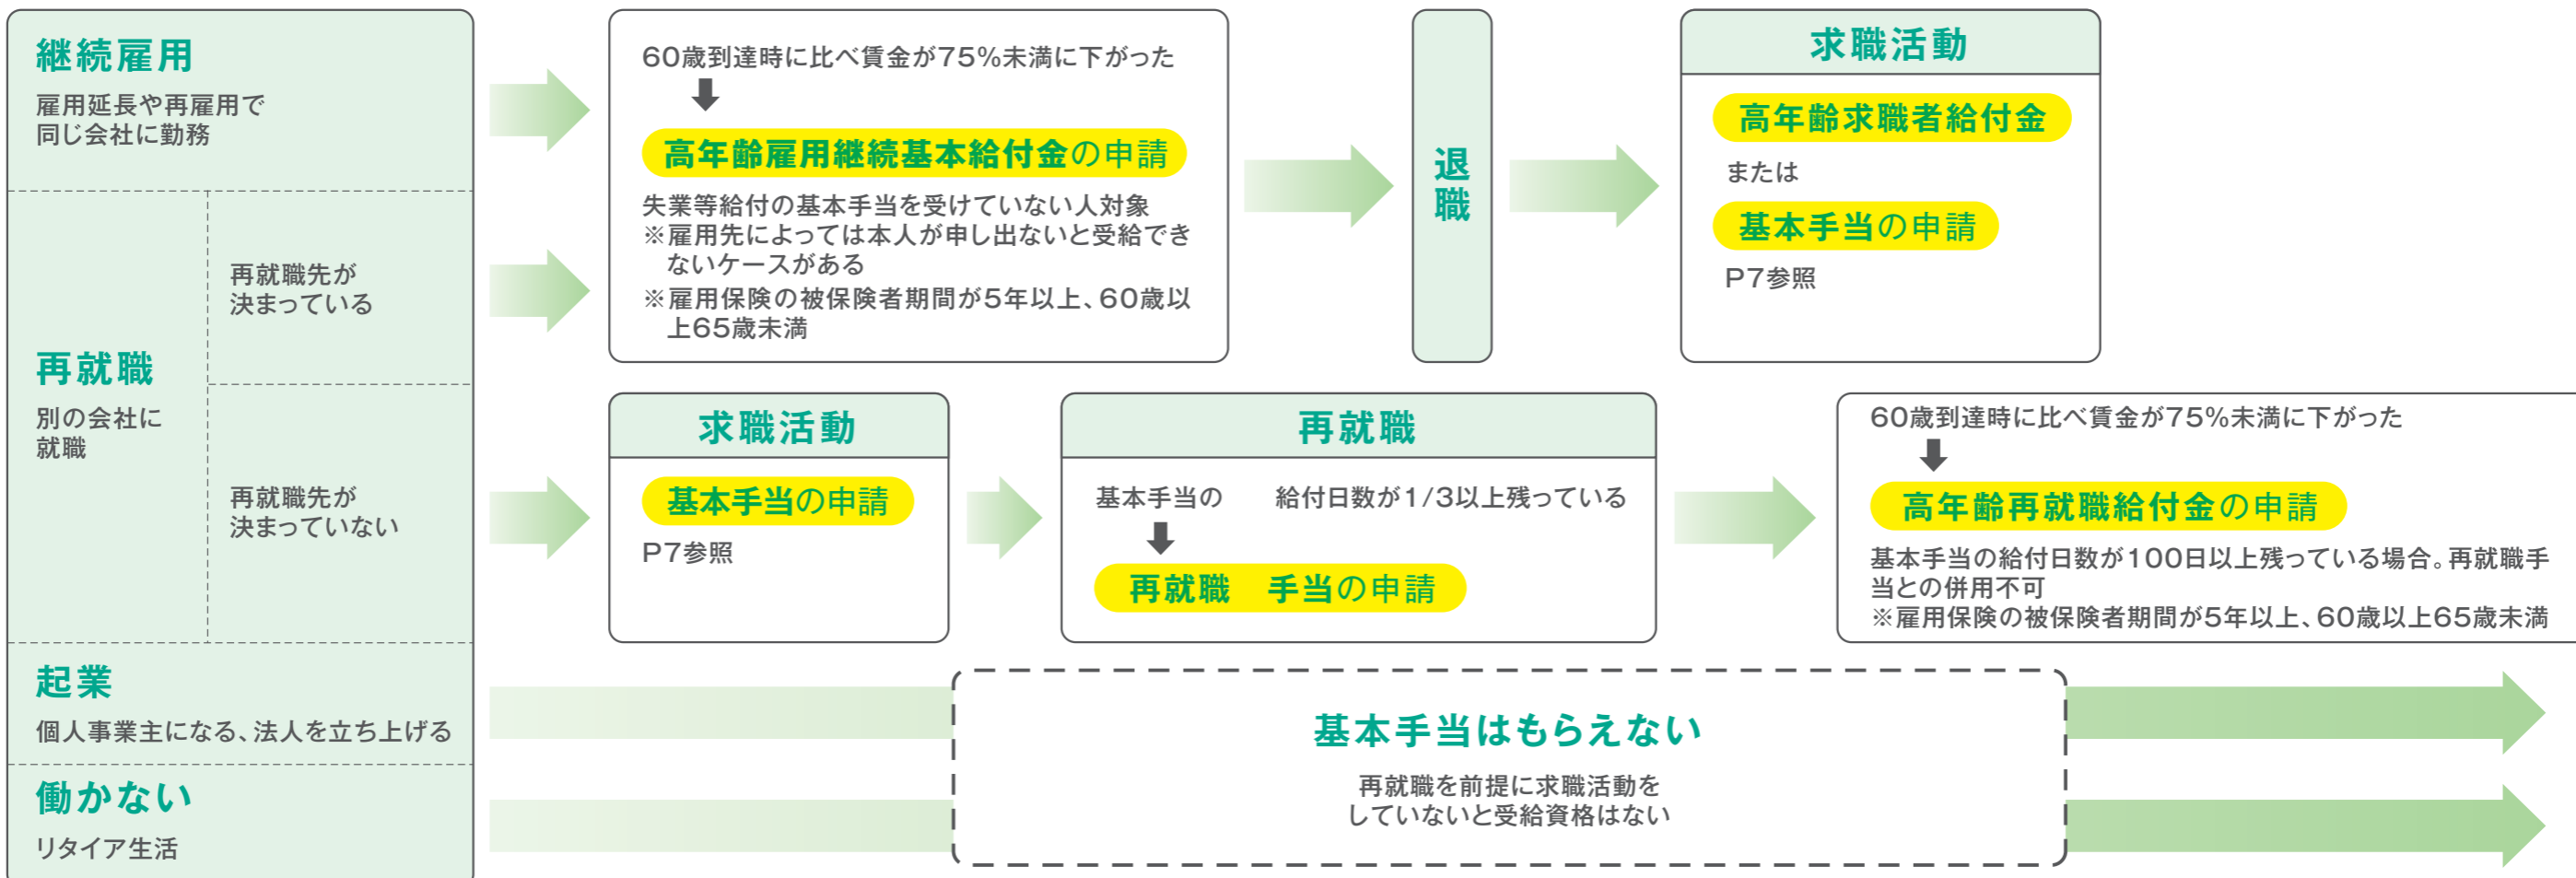 継続雇用
雇用延長や再雇用で
同じ会社に勤務
再就職
別の会社に
就職
再就職先が
決まっている
再就職先が
決まっていない
起業
個人事業主になる、法人を立ち上げる
働かない
リタイア生活
60歳到達時に比べ賃金が75%未満に下がった
高年齢雇用継続基本給付金の申請
失業等給付の基本手当を受けていない人対象
※雇用先によっては本人が申し出ないと受給でき
ないケースがある
※雇用保険の被保険者期間が5年以上、60歳以
上65歳未満
退職
求職活動
高年齢求職者給付金
または
基本手当の申請
P7参照
求職活動
基本手当の申請
P7参照
再就職
基本手当の 給付日数が1/3以上残っている
再就職 手当の申請
60歳到達時に比べ賃金が75%未満に下がった
高年齢再就職給付金の申請
基本手当の給付日数が100日以上残っている場合。再就職手
当との併用不可
※雇用保険の被保険者期間が5年以上、60歳以上65歳未満
基本手当はもらえない
再就職を前提に求職活動を
していないと受給資格はない